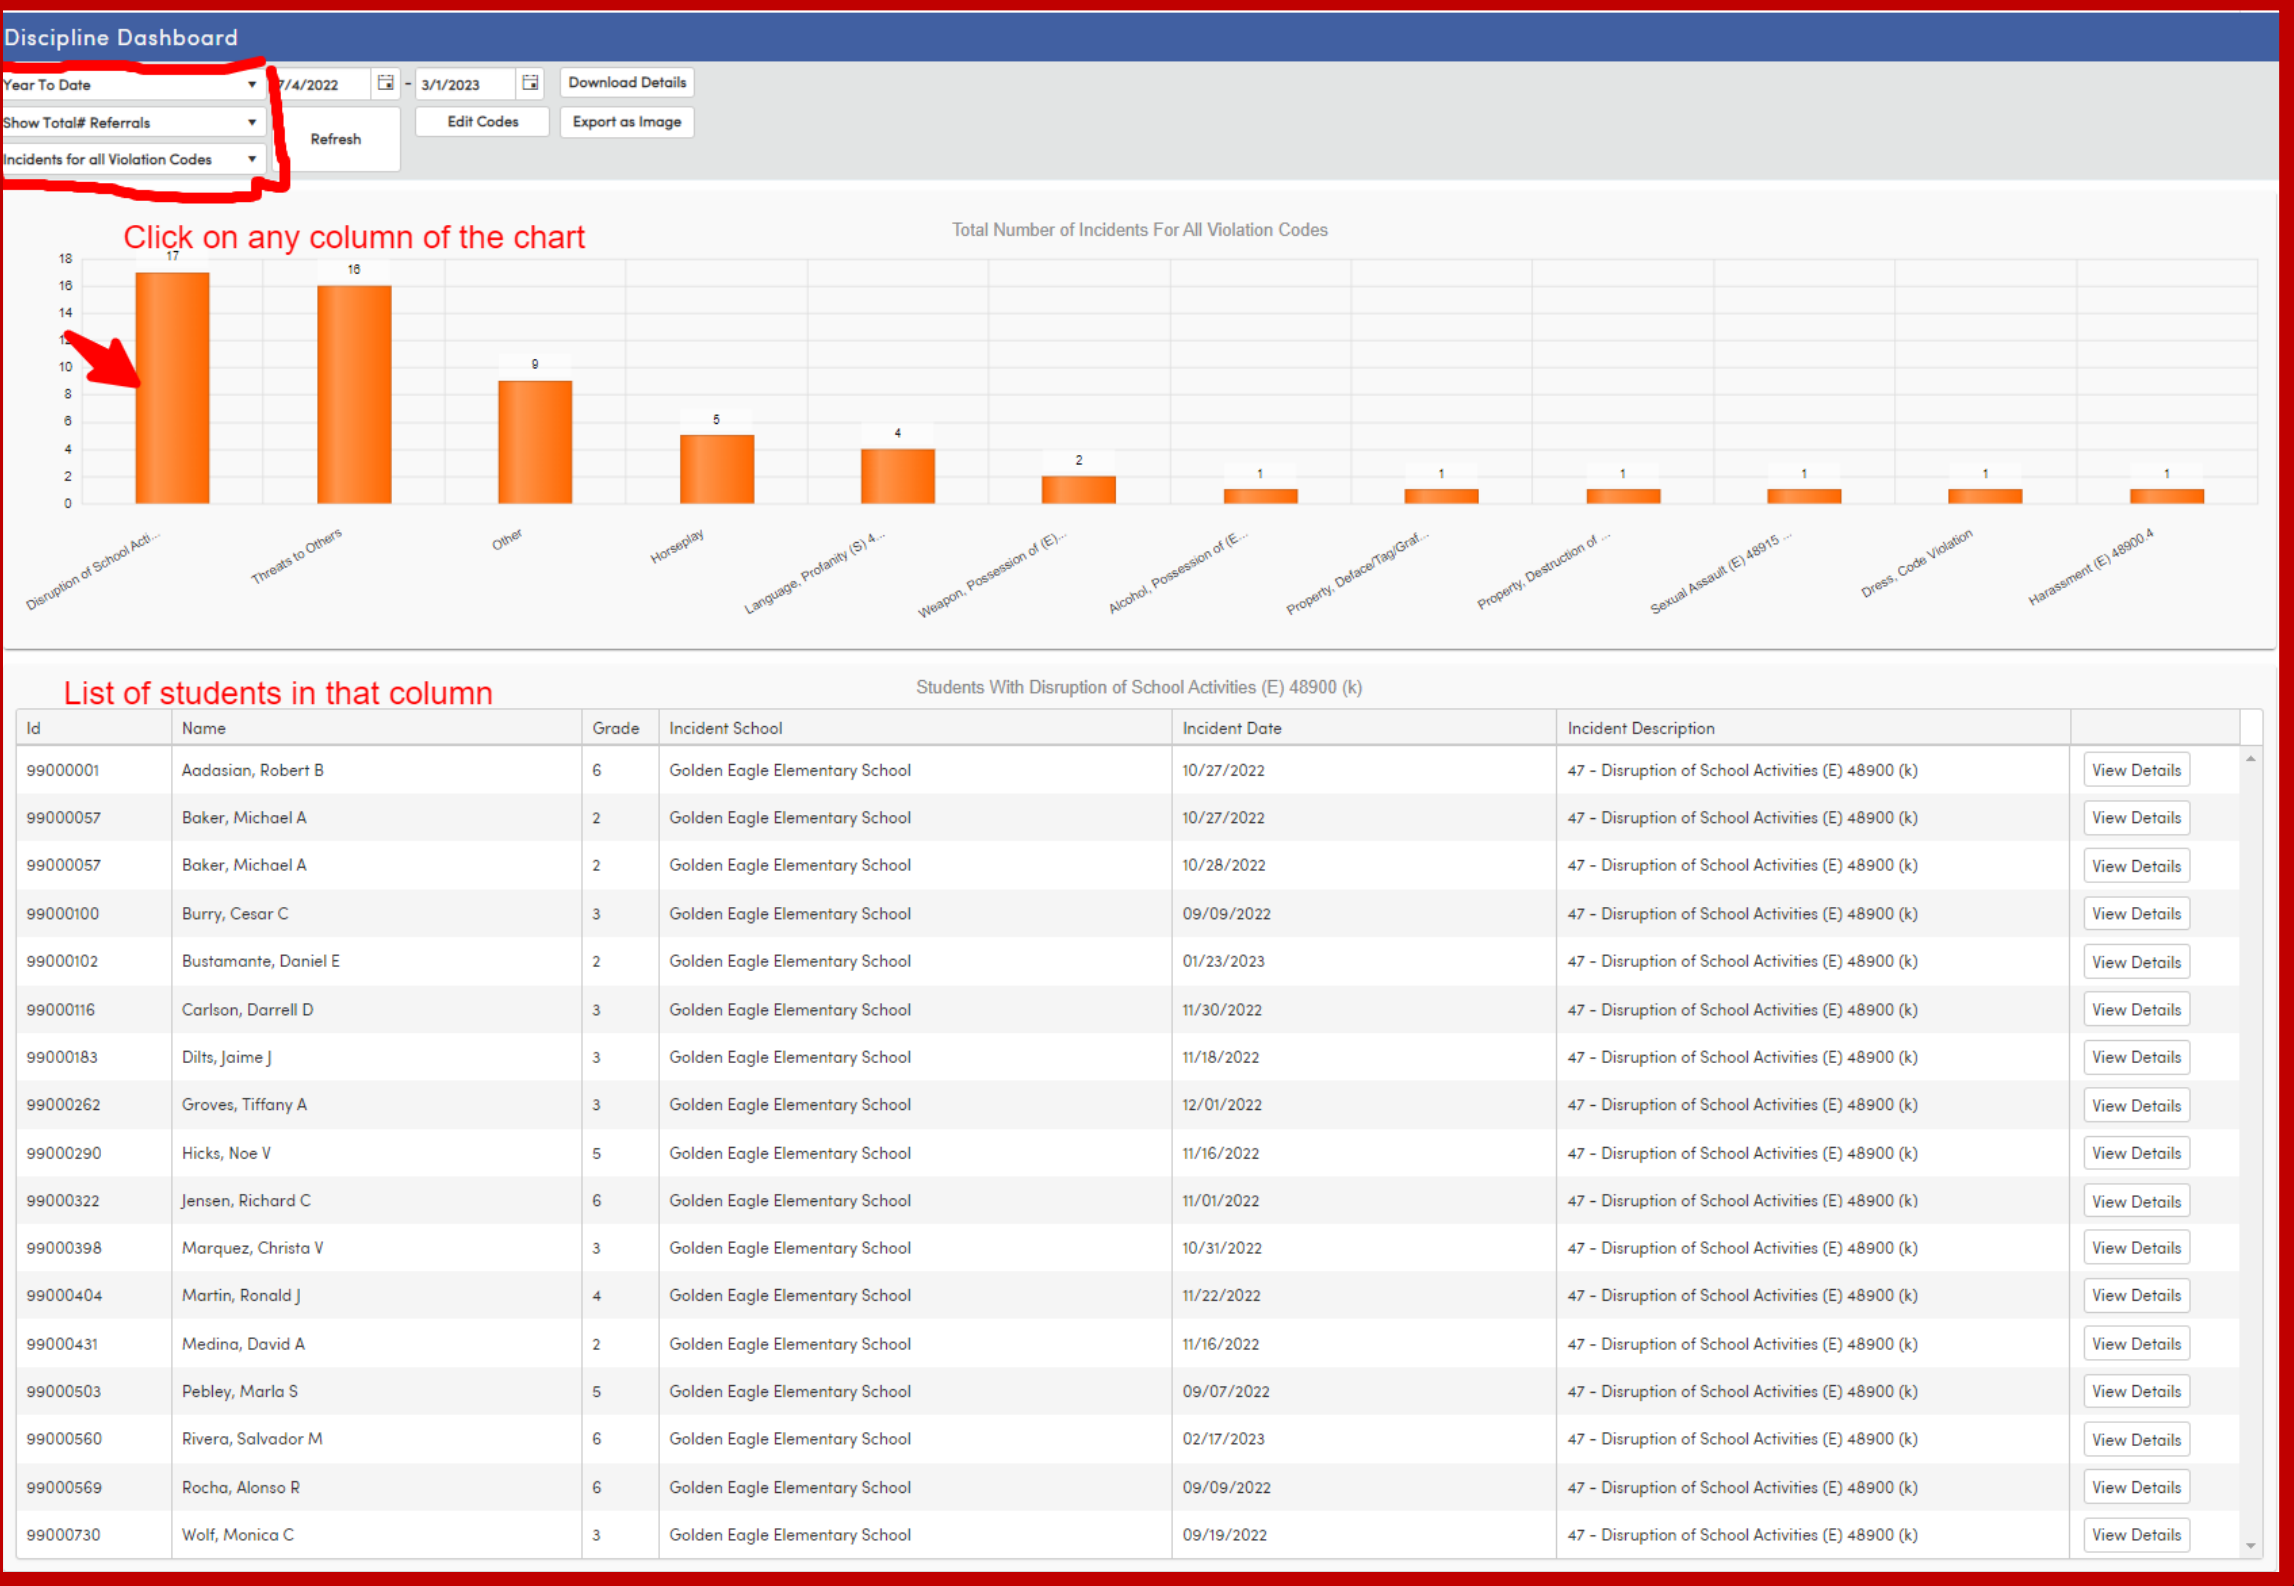 Discipline Dashboard
Year To Date 7/4/2022 - 3/1/2023 Download Details
Show Total# Referrals Refresh Edit Codes Export as Image
Incidents for all Violation Codes
Click on any column of the chart
Total Number of Incidents For All Violation Codes
18
16
14
10
8
6
4
2
0
17 16 9 5 4 2 1 1 1 1 1 1
Disruption of School Acti...
Threats to Others
Other
Horseplay
Language, Profanity (S) 4...
Weapon, Possession of (E)...
Alcohol, Possession of (E...
Property, Deface/Tag/Graf...
Property, Destruction of ...
Sexual Assault (E) 48915 ...
Dress, Code Violation
Harassment (E) 48900.4
List of students in that column
Students With Disruption of School Activities (E) 48900 (k)
Id Name Grade Incident School Incident Date Incident Description
99000001 Aadasian, Robert B 6 Golden Eagle Elementary School 10/27/2022 47 - Disruption of School Activities (E) 48900 (k) View Details
99000057 Baker, Michael A 2 Golden Eagle Elementary School 10/27/2022 47 - Disruption of School Activities (E) 48900 (k) View Details
99000057 Baker, Michael A 2 Golden Eagle Elementary School 10/28/2022 47 - Disruption of School Activities (E) 48900 (k) View Details
99000100 Burry, Cesar C 3 Golden Eagle Elementary School 09/09/2022 47 - Disruption of School Activities (E) 48900 (k) View Details
99000102 Bustamante, Daniel E 2 Golden Eagle Elementary School 01/23/2023 47 - Disruption of School Activities (E) 48900 (k) View Details
99000116 Carlson, Darrell D 3 Golden Eagle Elementary School 11/30/2022 47 - Disruption of School Activities (E) 48900 (k) View Details
99000183 Dilts, Jaime J 3 Golden Eagle Elementary School 11/18/2022 47 - Disruption of School Activities (E) 48900 (k) View Details
99000262 Groves, Tiffany A 3 Golden Eagle Elementary School 12/01/2022 47 - Disruption of School Activities (E) 48900 (k) View Details
99000290 Hicks, Noe V 5 Golden Eagle Elementary School 11/16/2022 47 - Disruption of School Activities (E) 48900 (k) View Details
99000322 Jensen, Richard C 6 Golden Eagle Elementary School 11/01/2022 47 - Disruption of School Activities (E) 48900 (k) View Details
99000398 Marquez, Christa V 3 Golden Eagle Elementary School 10/31/2022 47 - Disruption of School Activities (E) 48900 (k) View Details
99000404 Martin, Ronald J 4 Golden Eagle Elementary School 11/22/2022 47 - Disruption of School Activities (E) 48900 (k) View Details
99000431 Medina, David A 2 Golden Eagle Elementary School 11/16/2022 47 - Disruption of School Activities (E) 48900 (k) View Details
99000503 Pebley, Marla S 5 Golden Eagle Elementary School 09/07/2022 47 - Disruption of School Activities (E) 48900 (k) View Details
99000560 Rivera, Salvador M 6 Golden Eagle Elementary School 02/17/2023 47 - Disruption of School Activities (E) 48900 (k) View Details
99000569 Rocha, Alonso R 6 Golden Eagle Elementary School 09/09/2022 47 - Disruption of School Activities (E) 48900 (k) View Details
99000730 Wolf, Monica C 3 Golden Eagle Elementary School 09/19/2022 47 - Disruption of School Activities (E) 48900 (k) View Details